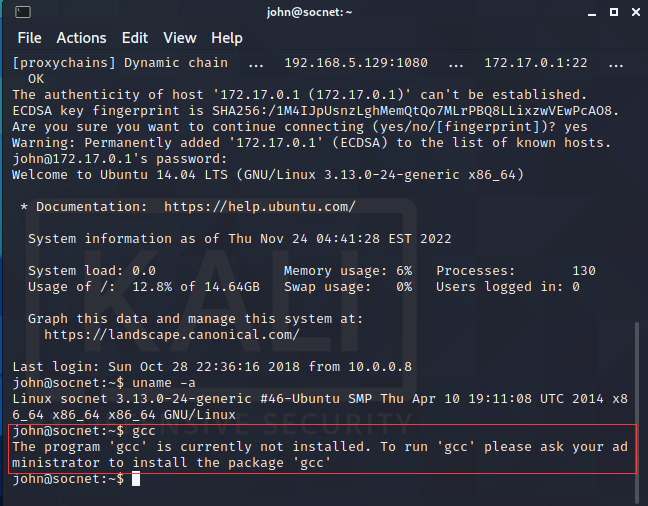 john@socnet: ~
File Actions Edit View Help
[proxychains] Dynamic chain ... 192.168.5.129:1080 ... 172.17.0.1:22 ...
OK
The authenticity of host '172.17.0.1 (172.17.0.1)' can't be established.
ECDSA key fingerprint is SHA256:/1M4IJpUsnzLghMemQtQo7MLrPBQ8LLixzwVEwPcAO8.
Are you sure you want to continue connecting (yes/no/[fingerprint])? yes
Warning: Permanently added '172.17.0.1' (ECDSA) to the list of known hosts.
john@172.17.0.1's password:
Welcome to Ubuntu 14.04 LTS (GNU/Linux 3.13.0-24-generic x86_64)
* Documentation: https://help.ubuntu.com/
System information as of Thu Nov 24 04:41:28 EST 2022
System load: 0.0 Memory usage: 6% Processes: 130
Usage of /: 12.8% of 14.64GB Swap usage: 0% Users logged in: 0
Graph this data and manage this system at:
https://landscape.canonical.com/
Last login: Sun Oct 28 22:36:16 2018 from 10.0.0.8
john@socnet:~$ uname -a
Linux socnet 3.13.0-24-generic #46-Ubuntu SMP Thu Apr 10 19:11:08 UTC 2014 x8
6_64 x86_64 x86_64 GNU/Linux
john@socnet:~$ gcc
The program 'gcc' is currently not installed. To run 'gcc' please ask your ad
ministrator to install the package 'gcc'
john@socnet:~$
KALI
OFFENSIVE SECURITY